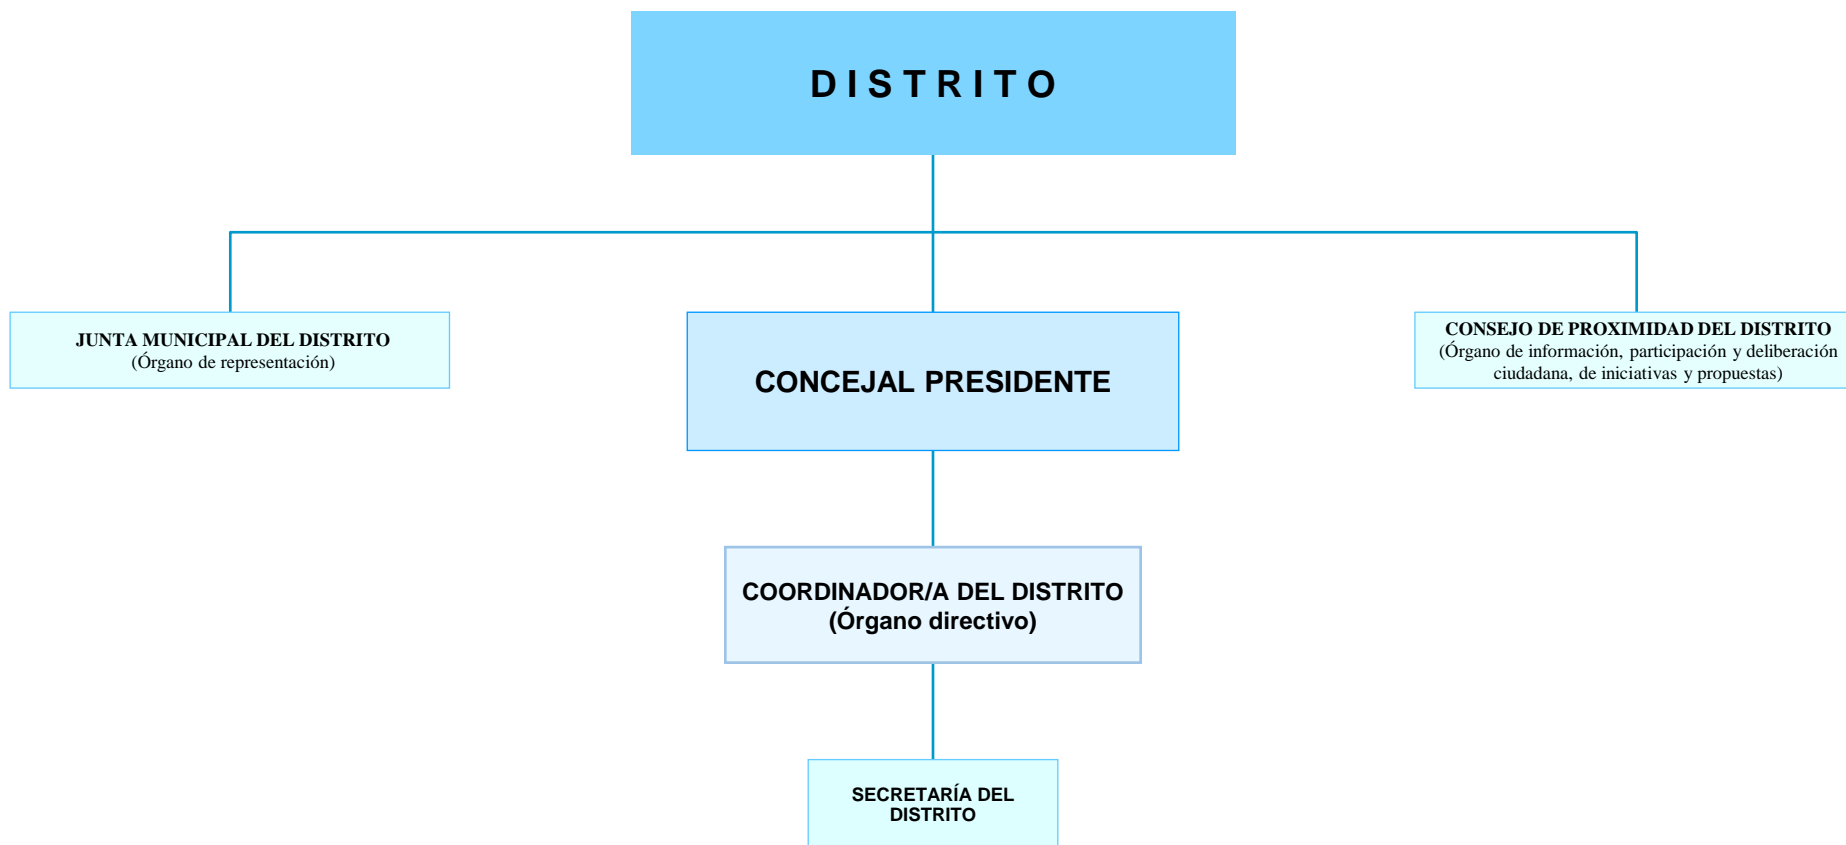 D I S T R I T O
JUNTA MUNICIPAL DEL DISTRITO
(Órgano de representación)
CONCEJAL PRESIDENTE
CONSEJO DE PROXIMIDAD DEL DISTRITO
(Órgano de información, participación y deliberación
ciudadana, de iniciativas y propuestas)
COORDINADOR/A DEL DISTRITO
(Órgano directivo)
SECRETARÍA DEL
DISTRITO